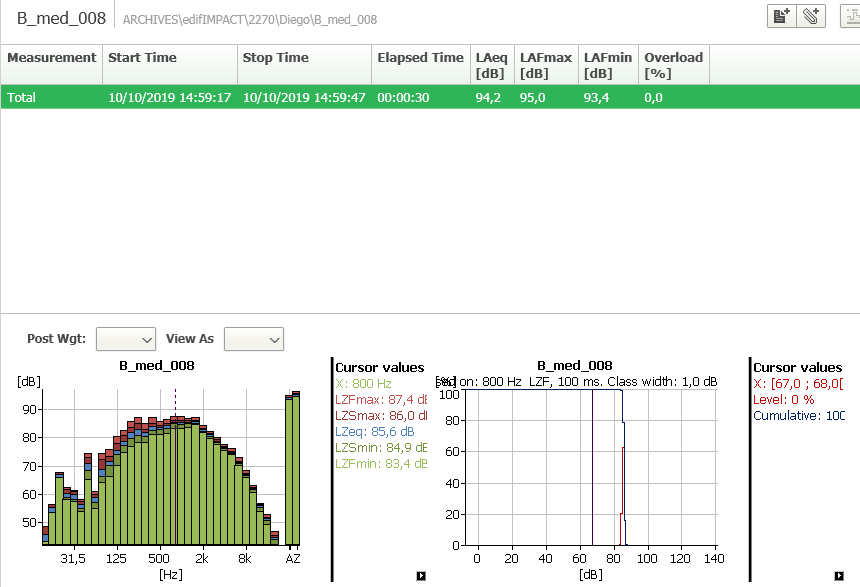 B_med_008 ARCHIVES\edifIMPACT\2270\Diego\B_med_008
Measurement Start Time Stop Time Elapsed Time LAeq [dB] LAFmax [dB] LAFmin [dB] Overload [%]
Total 10/10/2019 14:59:17 10/10/2019 14:59:47 00:00:30 94,2 95,0 93,4 0,0
Post Wgt: View As
B_med_008
[dB]
90
80
70
60
50
31,5 125 500 2k 8k AZ
[Hz]
Cursor values
X: 800 Hz
LZFmax: 87,4 dB
LZSmax: 86,0 dB
LZeq: 85,6 dB
LZSmin: 84,9 dB
LZFmin: 83,4 dB
B_med_008
[%] on: 800 Hz LZF, 100 ms. Class width: 1,0 dB
100
80
60
40
20
0
0 20 40 60 80 100 120 140
[dB]
Cursor values
X: [67,0 ; 68,0[
Level: 0 %
Cumulative: 100